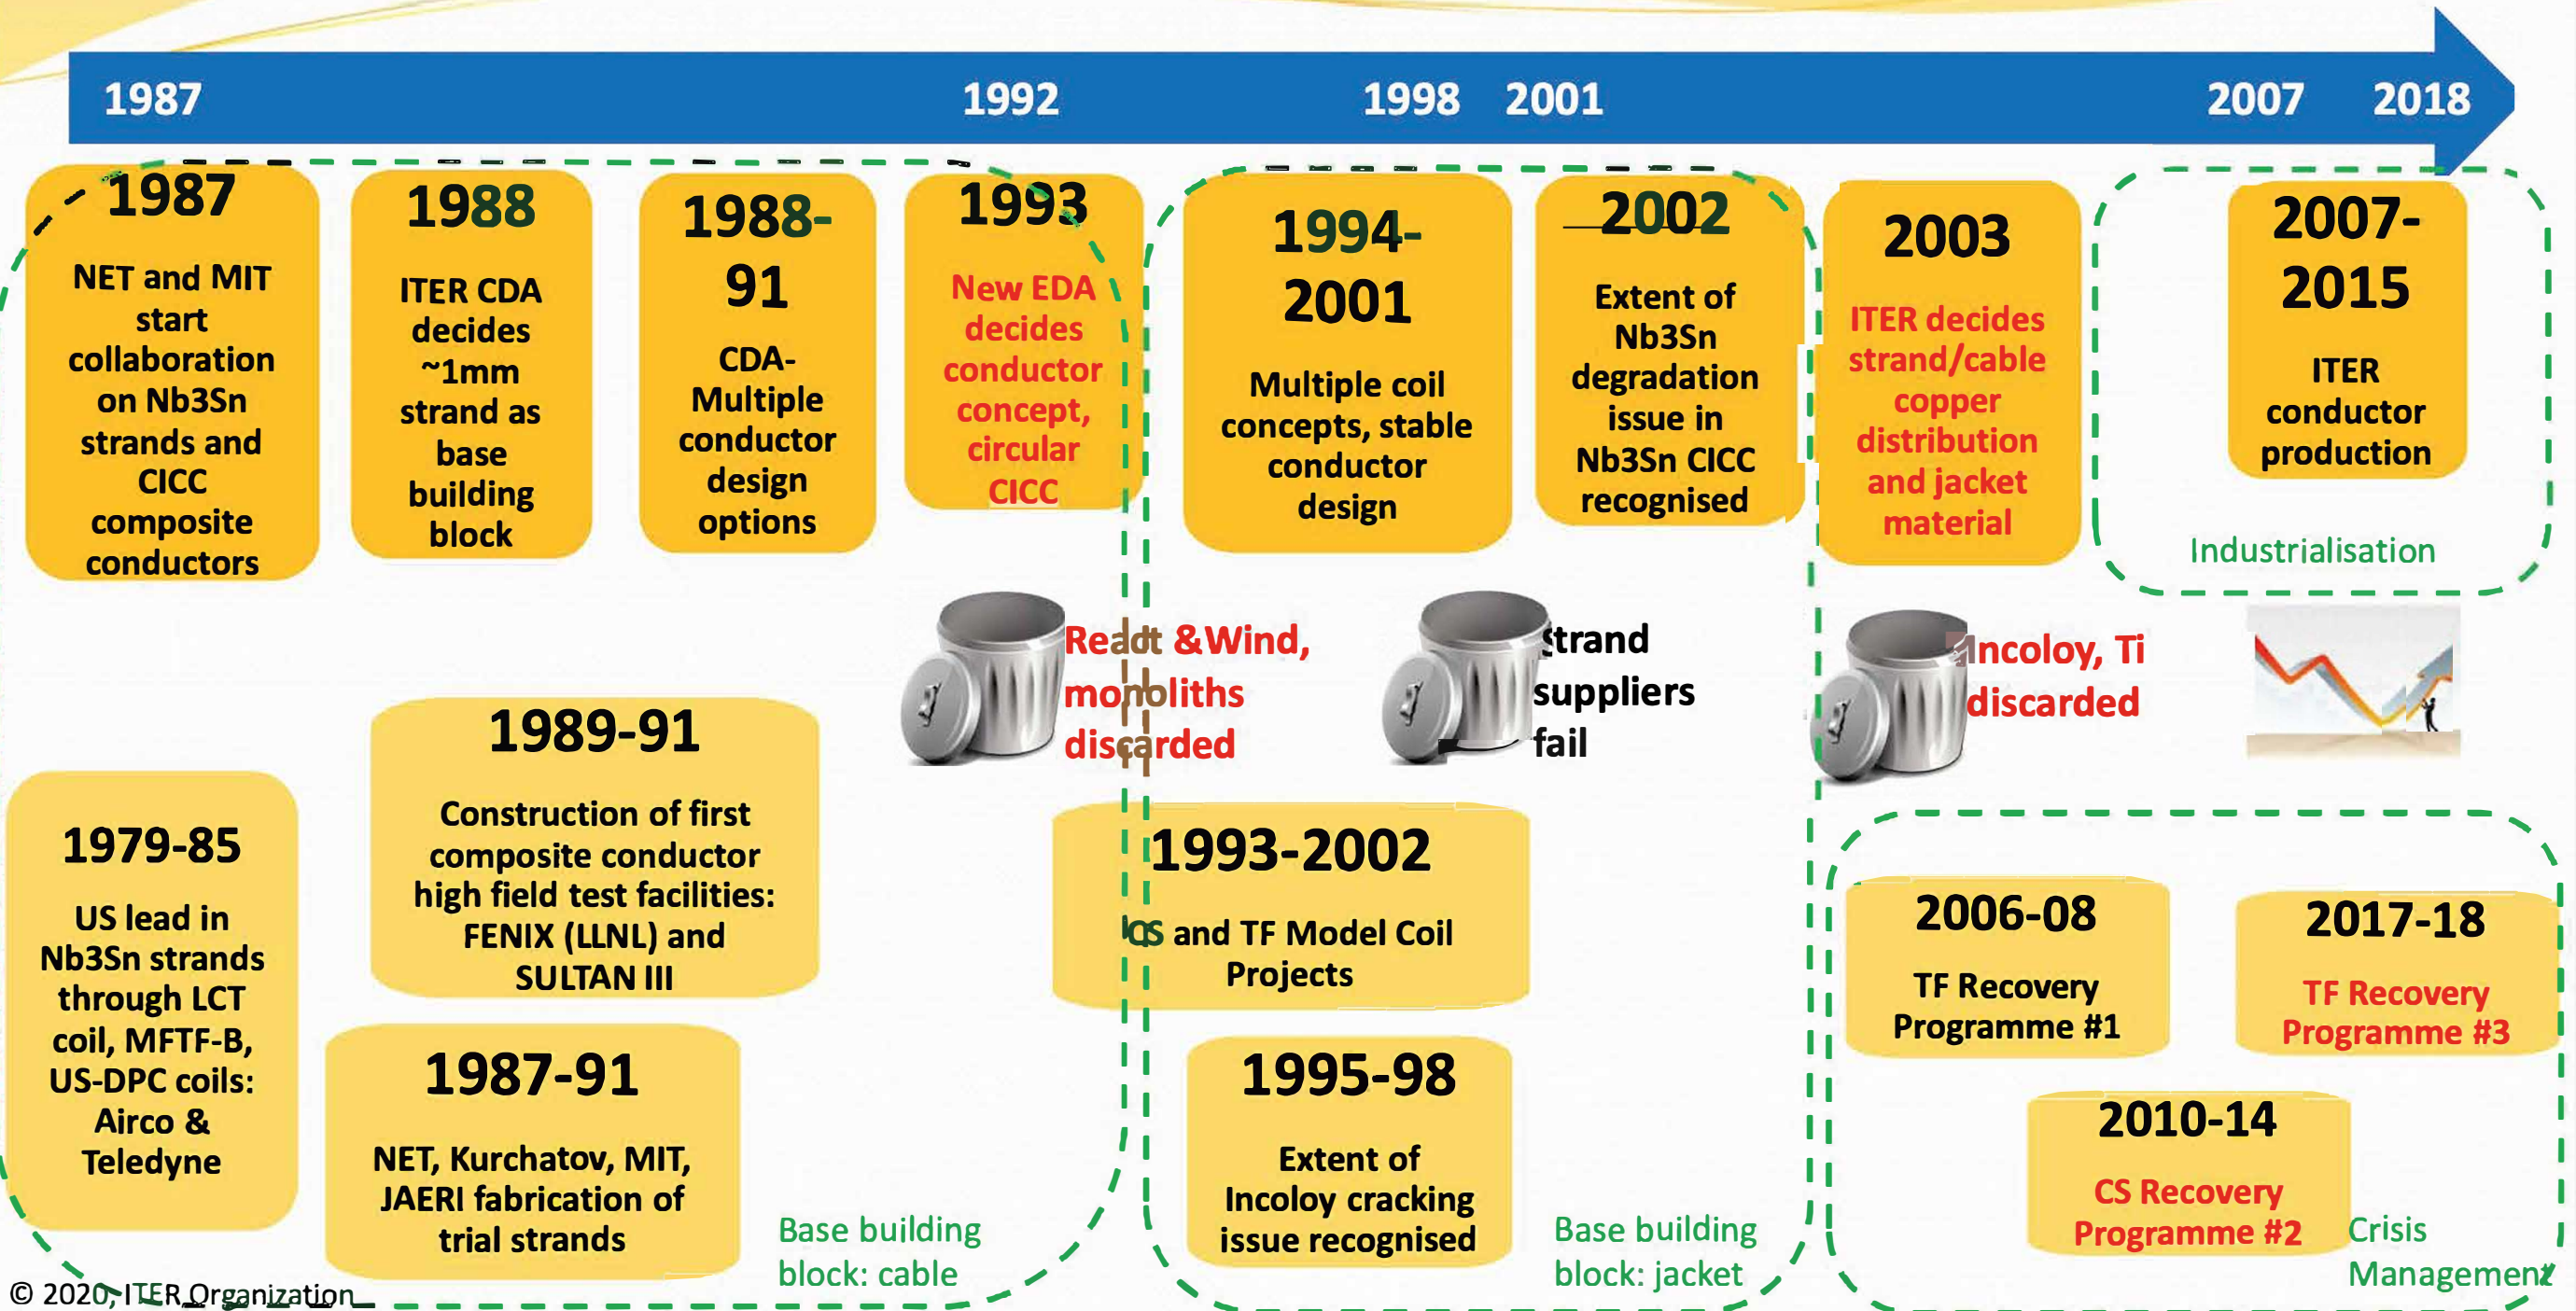 1987 1992 1998 2001 2007 2018
1987
NET and MIT
start
collaboration
on Nb3Sn
strands and
CICC
composite
conductors
1988
ITER CDA
decides
~1mm
strand as
base
building
block
1988-
91
CDA-
Multiple
conductor
design
options
1993
New EDA
decides
conductor
concept,
circular
CICC
1994-
2001
Multiple coil
concepts, stable
conductor
design
2002
Extent of
Nb3Sn
degradation
issue in
Nb3Sn CICC
recognised
2003
ITER decides
strand/cable
copper
distribution
and jacket
material
2007-
2015
ITER
conductor
production
Industrialisation
React &Wind,
monoliths
discarded
Strand
suppliers
fail
Incoloy, Ti
discarded
1979-85
US lead in
Nb3Sn strands
through LCT
coil, MFTF-B,
US-DPC coils:
Airco &
Teledyne
1989-91
Construction of first
composite conductor
high field test facilities:
FENIX (LLNL) and
SULTAN III
1987-91
NET, Kurchatov, MIT,
JAERI fabrication of
trial strands
Base building
block: cable
1993-2002
CS and TF Model Coil
Projects
1995-98
Extent of
Incoloy cracking
issue recognised
Base building
block: jacket
2006-08
TF Recovery
Programme #1
2017-18
TF Recovery
Programme #3
2010-14
CS Recovery
Programme #2
Crisis
Management
© 2020, ITER Organization